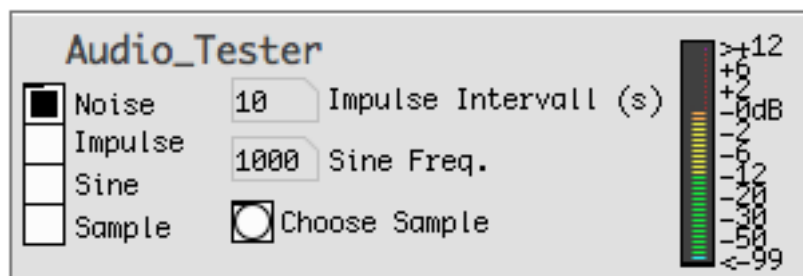 Audio_Tester
Noise
Impulse
Sine
Sample
10 Impulse Intervall (s)
1000 Sine Freq.
Choose Sample
>+12
+6
+2
-0dB
-2
-6
-12
-20
-30
-50
<-99